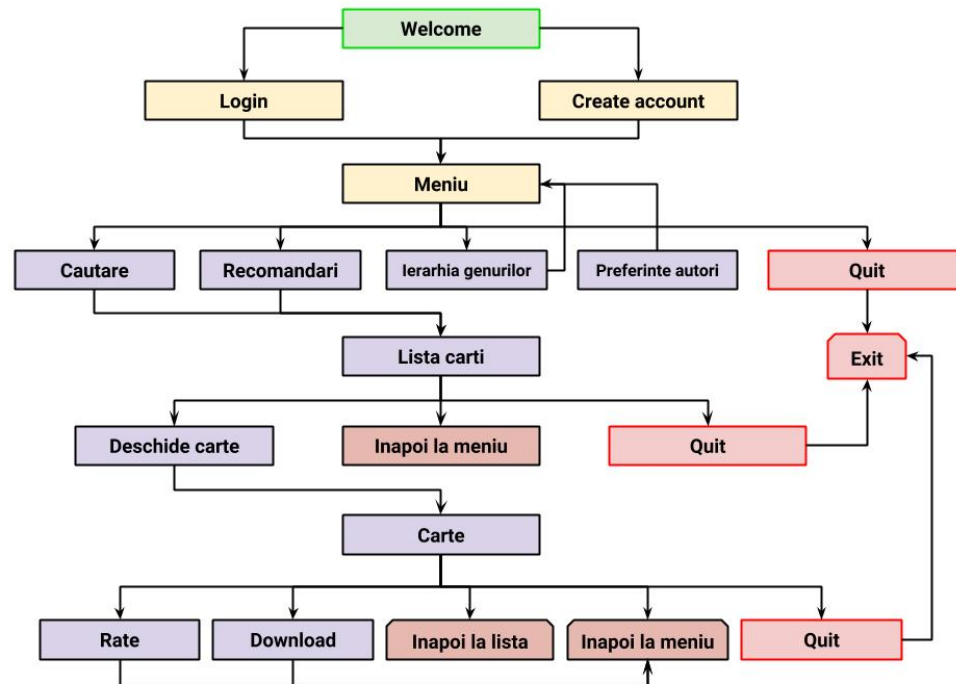 Welcome
Login
Create account
Meniu
Cautare
Recomandari
Ierarhia genurilor
Preferinte autori
Quit
Exit
Lista carti
Deschide carte
Inapoi la meniu
Quit
Carte
Rate
Download
Inapoi la lista
Inapoi la meniu
Quit